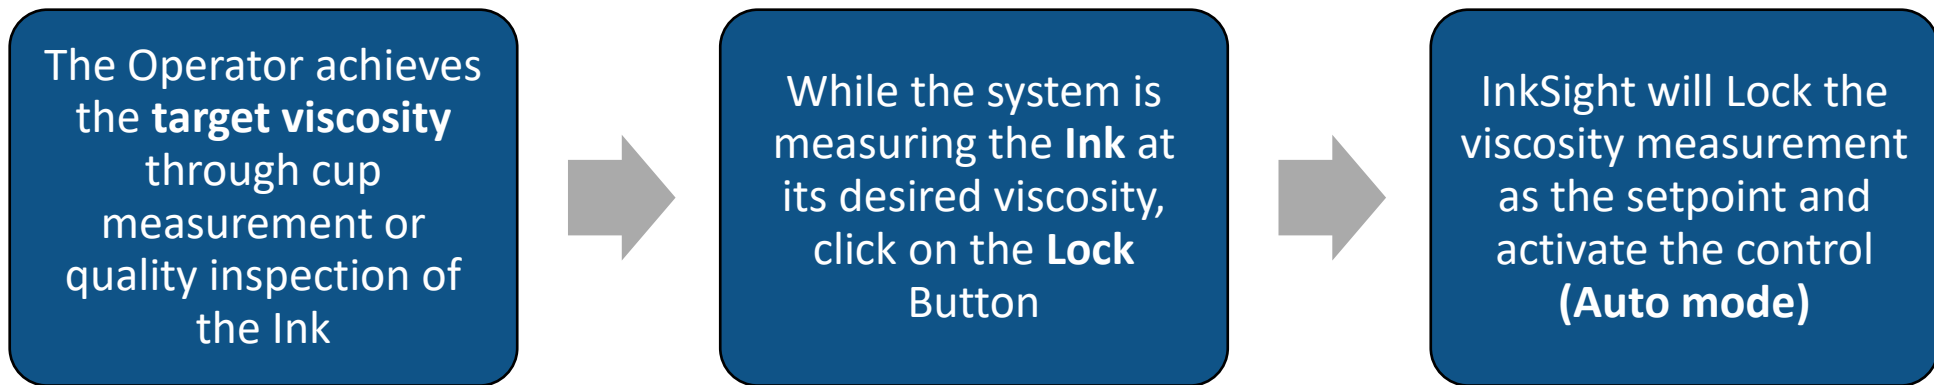 The Operator achieves
the target viscosity
through cup
measurement or
quality inspection of
the Ink
While the system is
measuring the Ink at
its desired viscosity,
click on the Lock
Button
InkSight will Lock the
viscosity measurement
as the setpoint and
activate the control
(Auto mode)